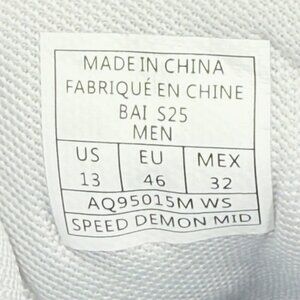 MADE IN CHINA
FABRIQUÉ EN CHINE
BAI S25
MEN
US EU MEX
13 46 32
AQ95015M WS
SPEED DEMON MID